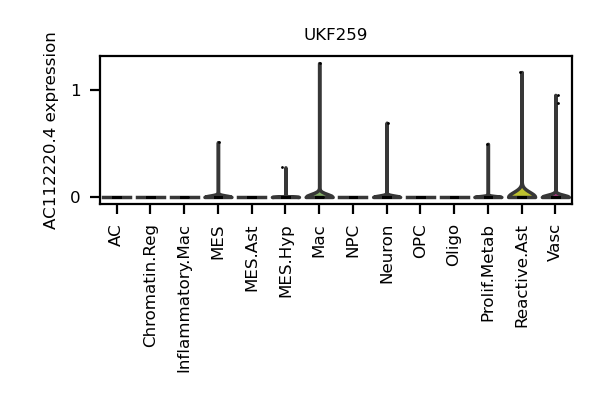 UKF259
AC112220.4 expression
1
0
AC
Chromatin.Reg
Inflammatory.Mac
MES
MES.Ast
MES.Hyp
Mac
NPC
Neuron
OPC
Oligo
Prolif.Metab
Reactive.Ast
Vasc